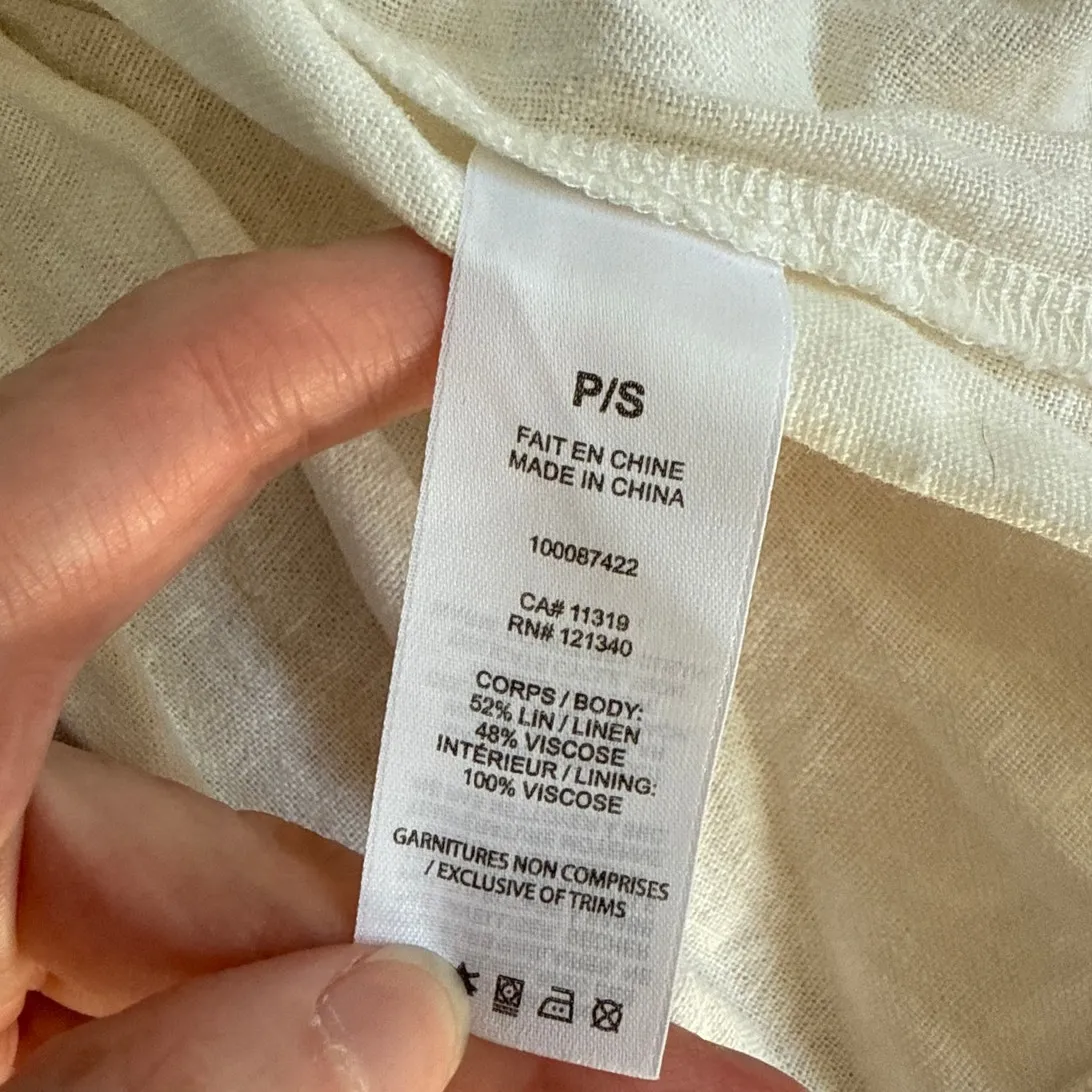 P/S
FAIT EN CHINE
MADE IN CHINA
100087422
CA# 11319
RN# 121340
CORPS / BODY:
52% LIN / LINEN
48% VISCOSE
INTÉRIEUR / LINING:
100% VISCOSE
GARNITURES NON COMPRISES
/ EXCLUSIVE OF TRIMS